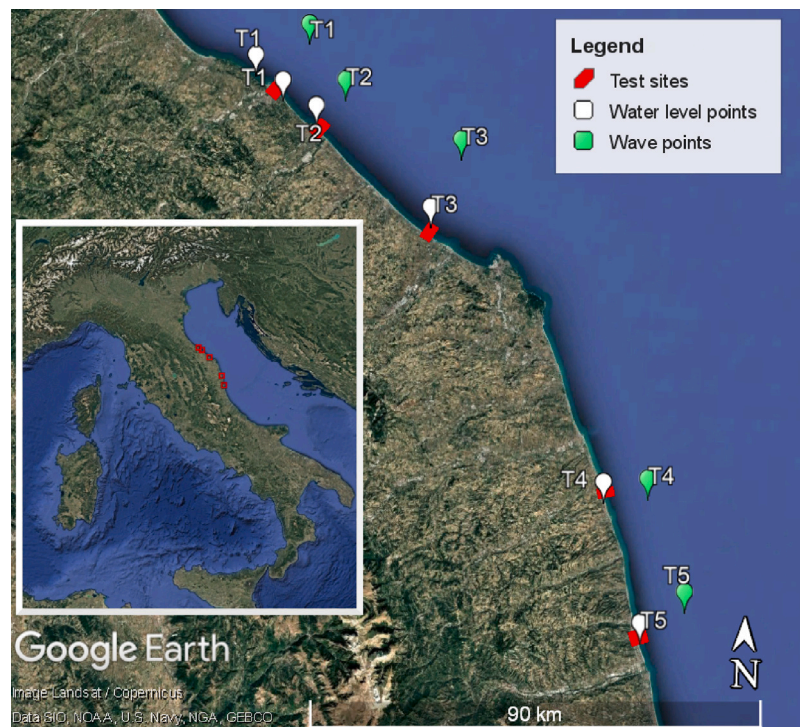 T1
T1
T2
T2
T3
T3
T4
T4
T5
T5
Legend
Test sites
Water level points
Wave points
Google Earth
Image Landsat / Copernicus
Data SIO, NOAA, U.S. Navy, NGA, GEBCO
90 km
N